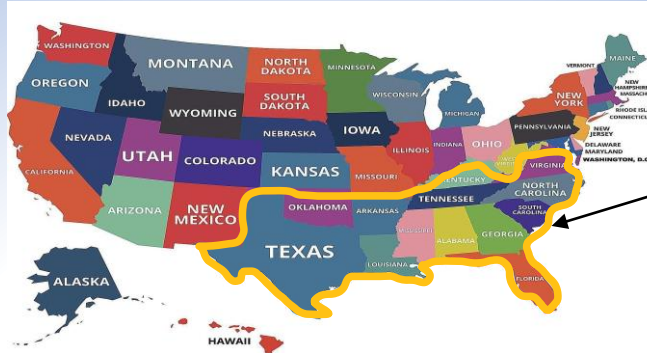 WASHINGTON
MONTANA
NORTH
DAKOTA
MINNESOTA
VERMONT
MAINE
OREGON
IDAHO
WYOMING
SOUTH
DAKOTA
WISCONSIN
MICHIGAN
NEW
YORK
NEW
HAMPSHIRE
MASSACH
RHODE ISL
CONNECTIC
NEVADA
UTAH
COLORADO
NEBRASKA
IOWA
ILLINOIS
INDIANA
OHIO
PENNSYLVANIA
NEW
JERSEY
DELAWARE
MARYLAND
WASHINGTON, D.C
CALIFORNIA
KANSAS
MISSOURI
KENTUCKY
VIRGINIA
ARIZONA
NEW
MEXICO
OKLAHOMA
ARKANSAS
TENNESSEE
NORTH
CAROLINA
SOUTH
CAROLINA
TEXAS
LOUISIANA
MISSISSIPPI
ALABAMA
GEORGIA
FLORIDA
ALASKA
HAWAII